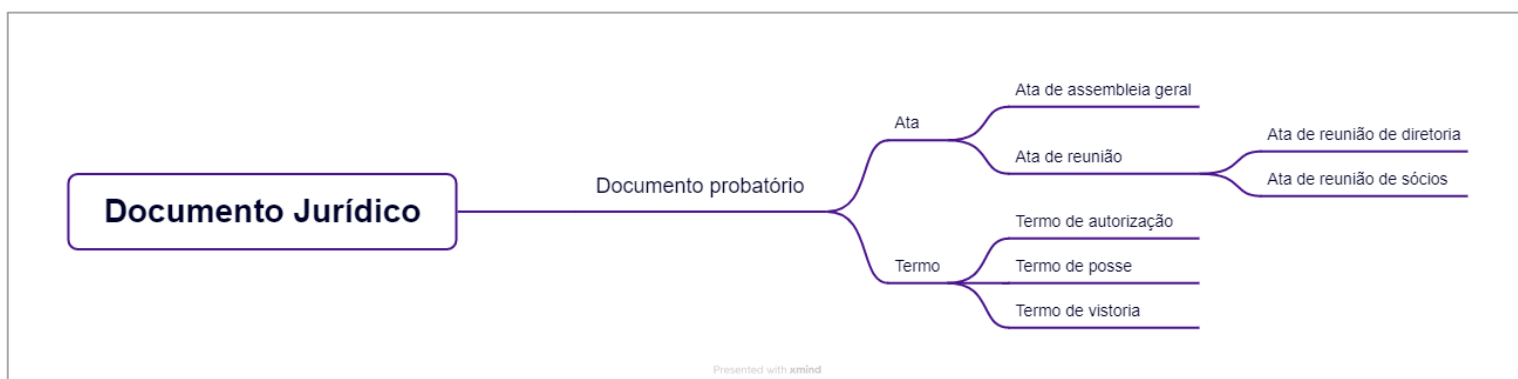 Documento Jurídico
Documento probatório
Ata
Ata de assembleia geral
Ata de reunião
Ata de reunião de diretoria
Ata de reunião de sócios
Termo
Termo de autorização
Termo de posse
Termo de vistoria
Presented with xmind